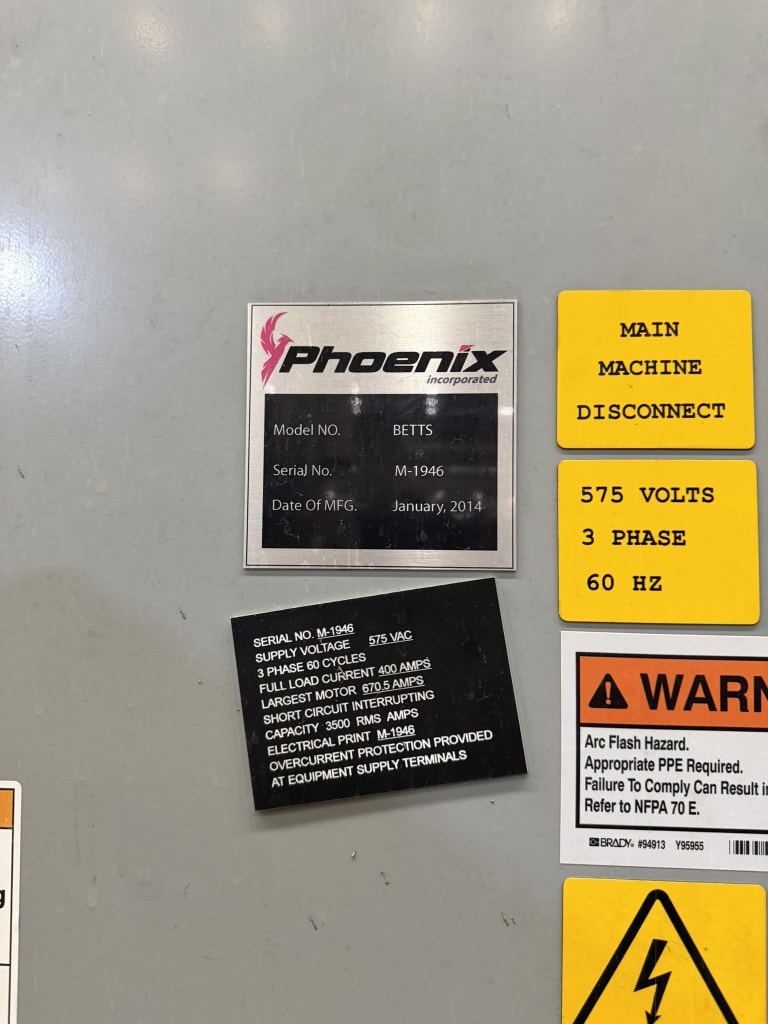 Phoenix
incorporated
Model NO. BETTS
Serial No. M-1946
Date Of MFG. January, 2014
SERIAL NO. M-1946
SUPPLY VOLTAGE 575 VAC
3 PHASE 60 CYCLES
FULL LOAD CURRENT 400 AMPS
LARGEST MOTOR 670.5 AMPS
SHORT CIRCUIT INTERRUPTING
CAPACITY 3500 RMS AMPS
ELECTRICAL PRINT M-1946
OVERCURRENT PROTECTION PROVIDED
AT EQUIPMENT SUPPLY TERMINALS
MAIN
MACHINE
DISCONNECT
575 VOLTS
3 PHASE
60 HZ
WARN
Arc Flash Hazard.
Appropriate PPE Required.
Failure To Comply Can Result i
Refer to NFPA 70 E.
BRADY. #94913 Y95955
g